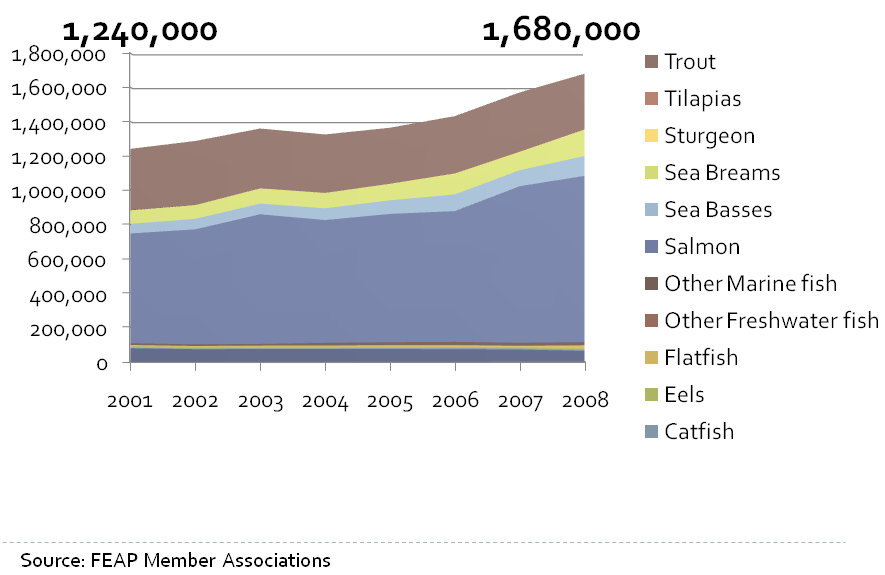 1,240,000 1,680,000
1,800,000
1,600,000
1,400,000
1,200,000
1,000,000
800,000
600,000
400,000
200,000
0
2001 2002 2003 2004 2005 2006 2007 2008
Trout
Tilapias
Sturgeon
Sea Breams
Sea Basses
Salmon
Other Marine fish
Other Freshwater fish
Flatfish
Eels
Catfish
Source: FEAP Member Associations